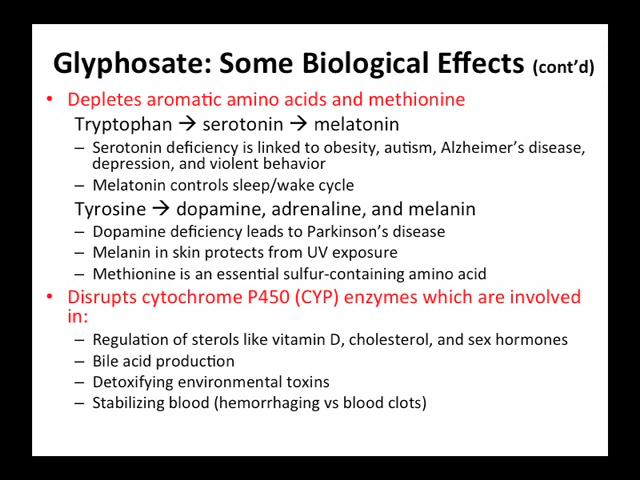 Glyphosate: Some Biological Effects (cont’d)
• Depletes aromatic amino acids and methionine
Tryptophan → serotonin → melatonin
– Serotonin deficiency is linked to obesity, autism, Alzheimer’s disease,
depression, and violent behavior
– Melatonin controls sleep/wake cycle
Tyrosine → dopamine, adrenaline, and melanin
– Dopamine deficiency leads to Parkinson’s disease
– Melanin in skin protects from UV exposure
– Methionine is an essential sulfur-containing amino acid
• Disrupts cytochrome P450 (CYP) enzymes which are involved
in:
– Regulation of sterols like vitamin D, cholesterol, and sex hormones
– Bile acid production
– Detoxifying environmental toxins
– Stabilizing blood (hemorrhaging vs blood clots)